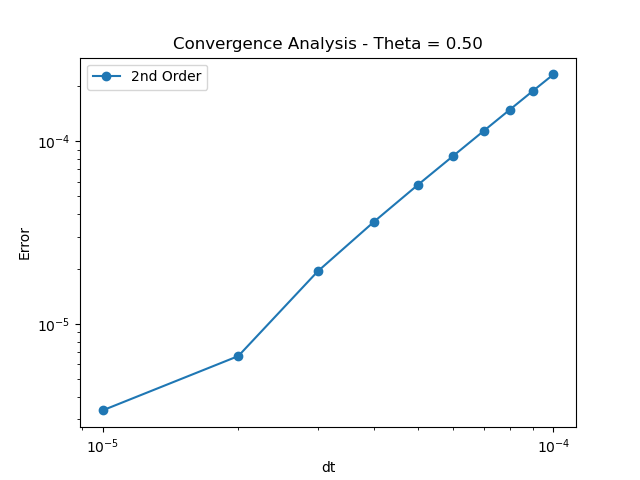 Convergence Analysis - Theta = 0.50
2nd Order
10⁻⁴
10⁻⁵
Error
10⁻⁵
10⁻⁴
dt